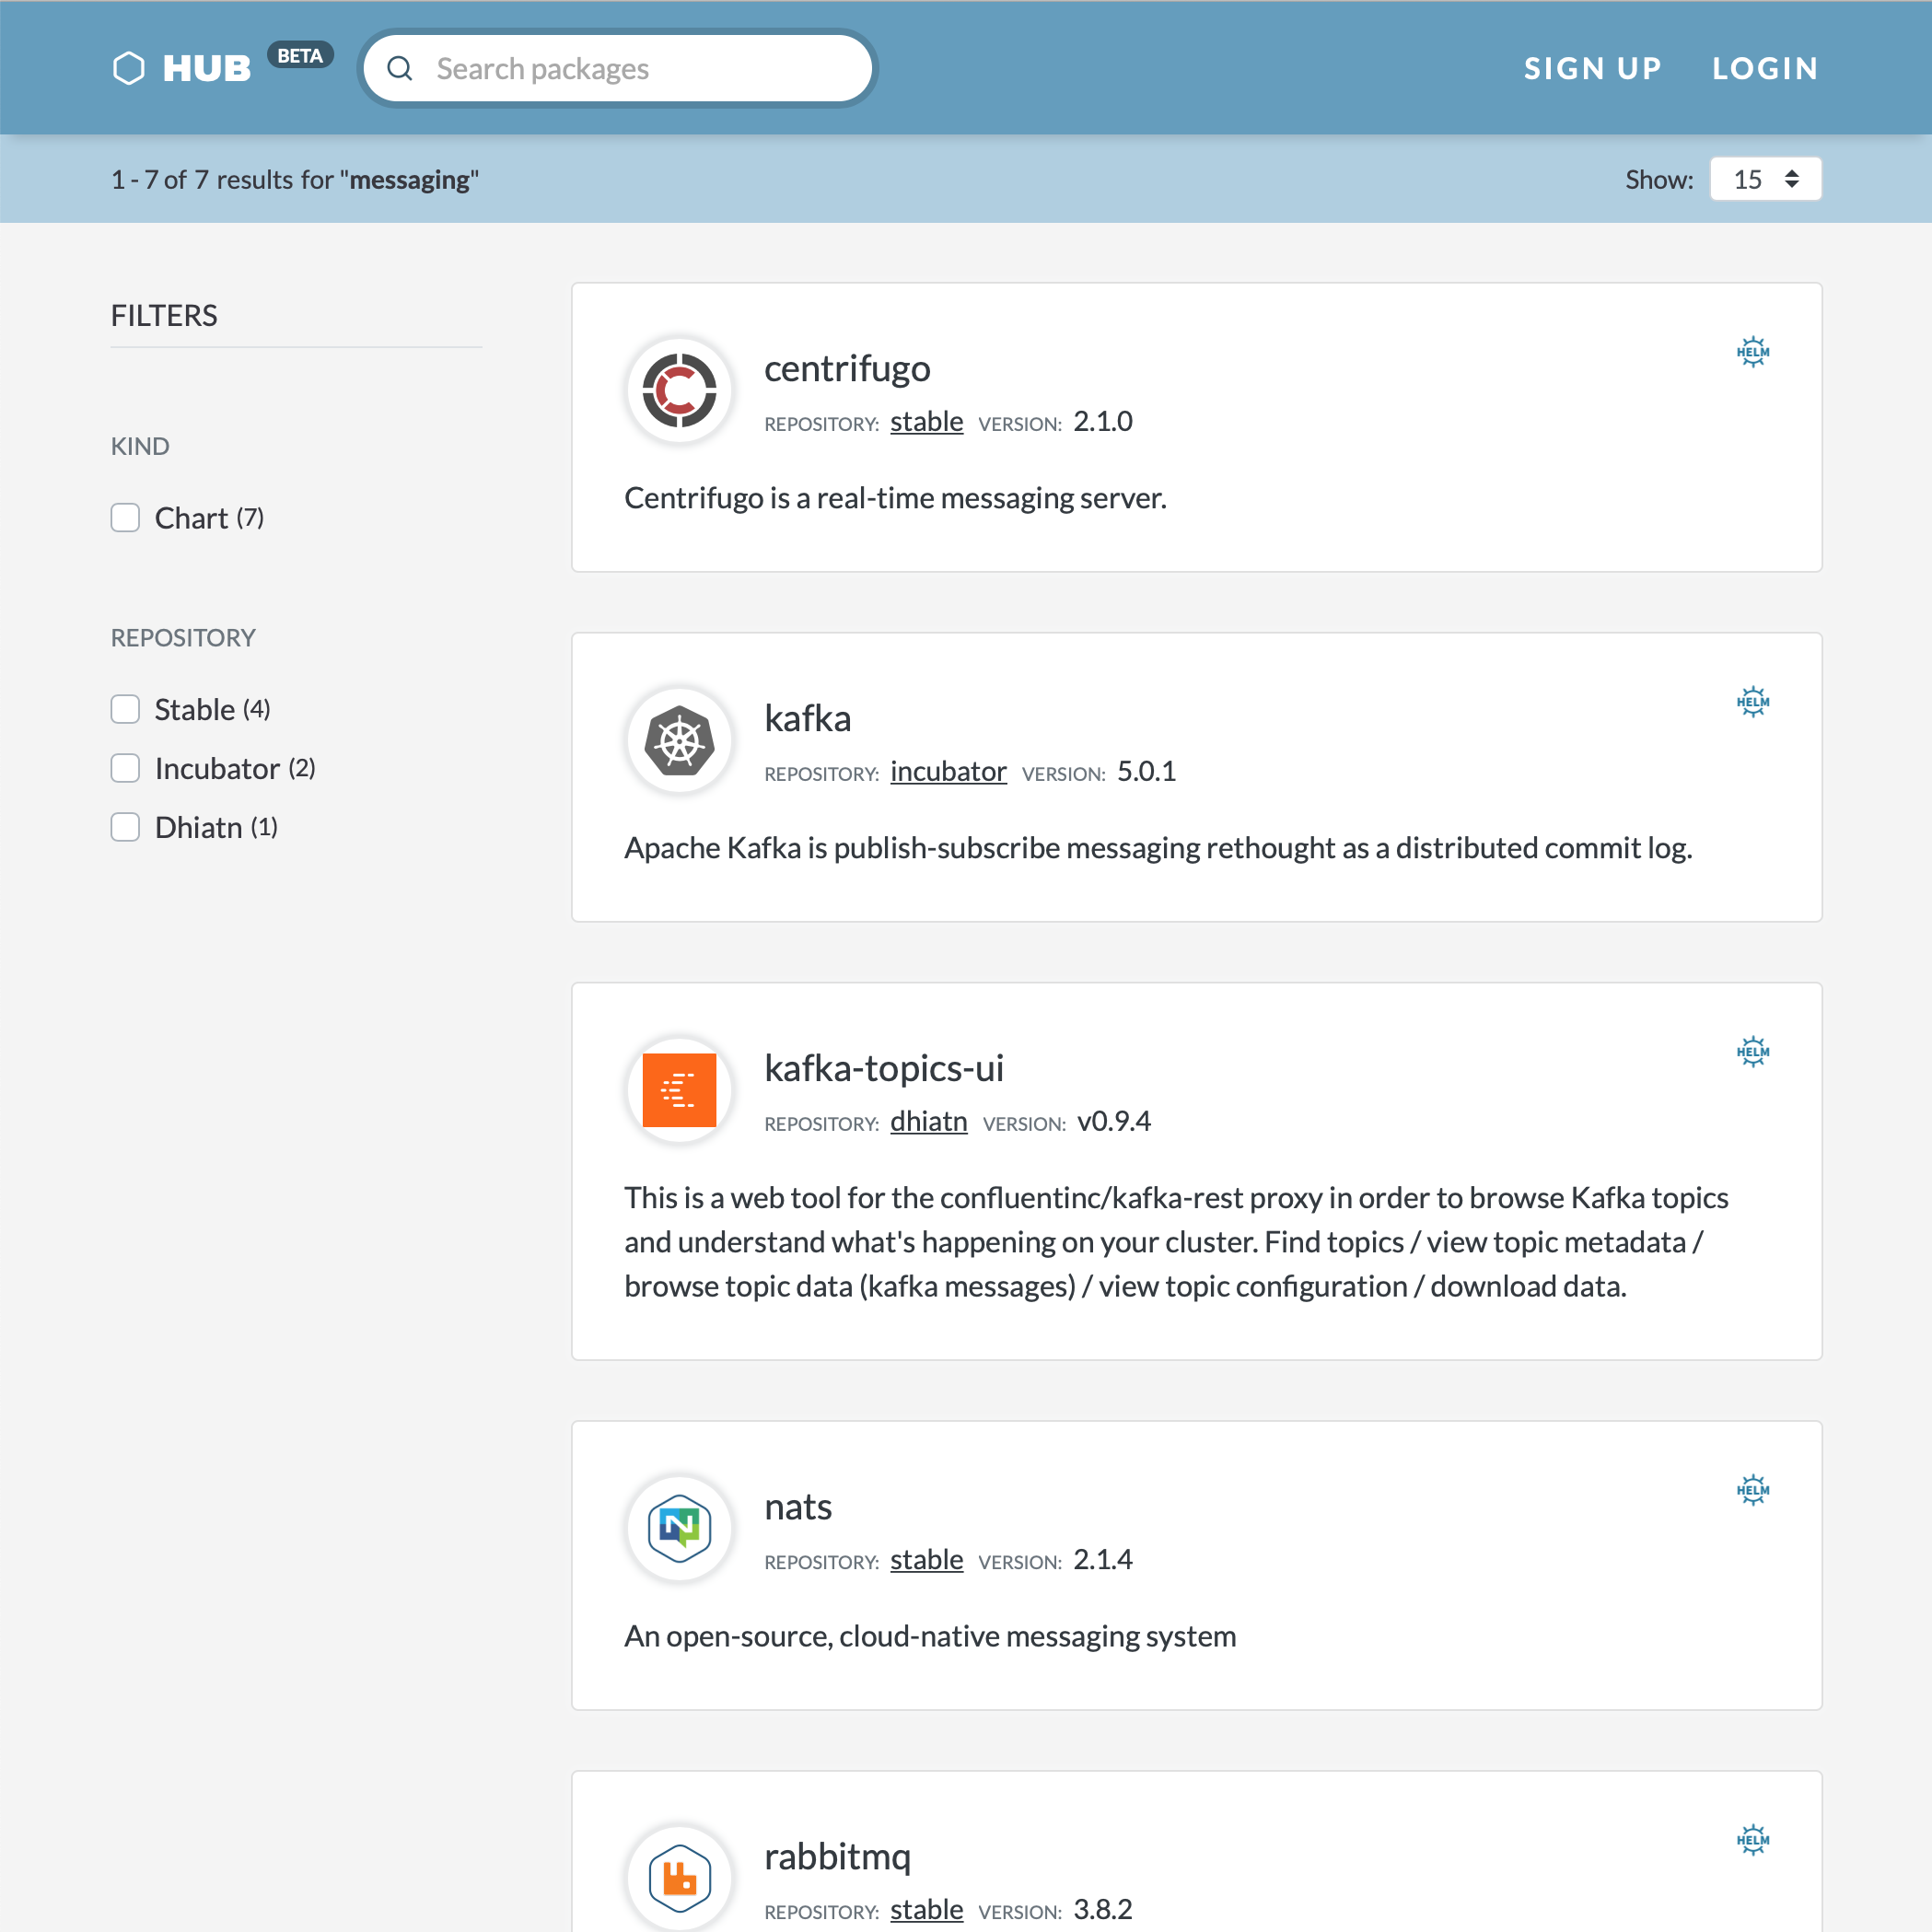 HUB BETA Search packages SIGN UP LOGIN
1 - 7 of 7 results for "messaging" Show: 15
FILTERS
KIND
Chart (7)
REPOSITORY
Stable (4)
Incubator (2)
Dhiatn (1)
centrifugo
HELM
REPOSITORY: stable VERSION: 2.1.0
Centrifugo is a real-time messaging server.
kafka
HELM
REPOSITORY: incubator VERSION: 5.0.1
Apache Kafka is publish-subscribe messaging rethought as a distributed commit log.
kafka-topics-ui
HELM
REPOSITORY: dhiatn VERSION: v0.9.4
This is a web tool for the confluentinc/kafka-rest proxy in order to browse Kafka topics
and understand what's happening on your cluster. Find topics / view topic metadata /
browse topic data (kafka messages) / view topic configuration / download data.
nats
HELM
N
REPOSITORY: stable VERSION: 2.1.4
An open-source, cloud-native messaging system
rabbitmq
HELM
REPOSITORY: stable VERSION: 3.8.2